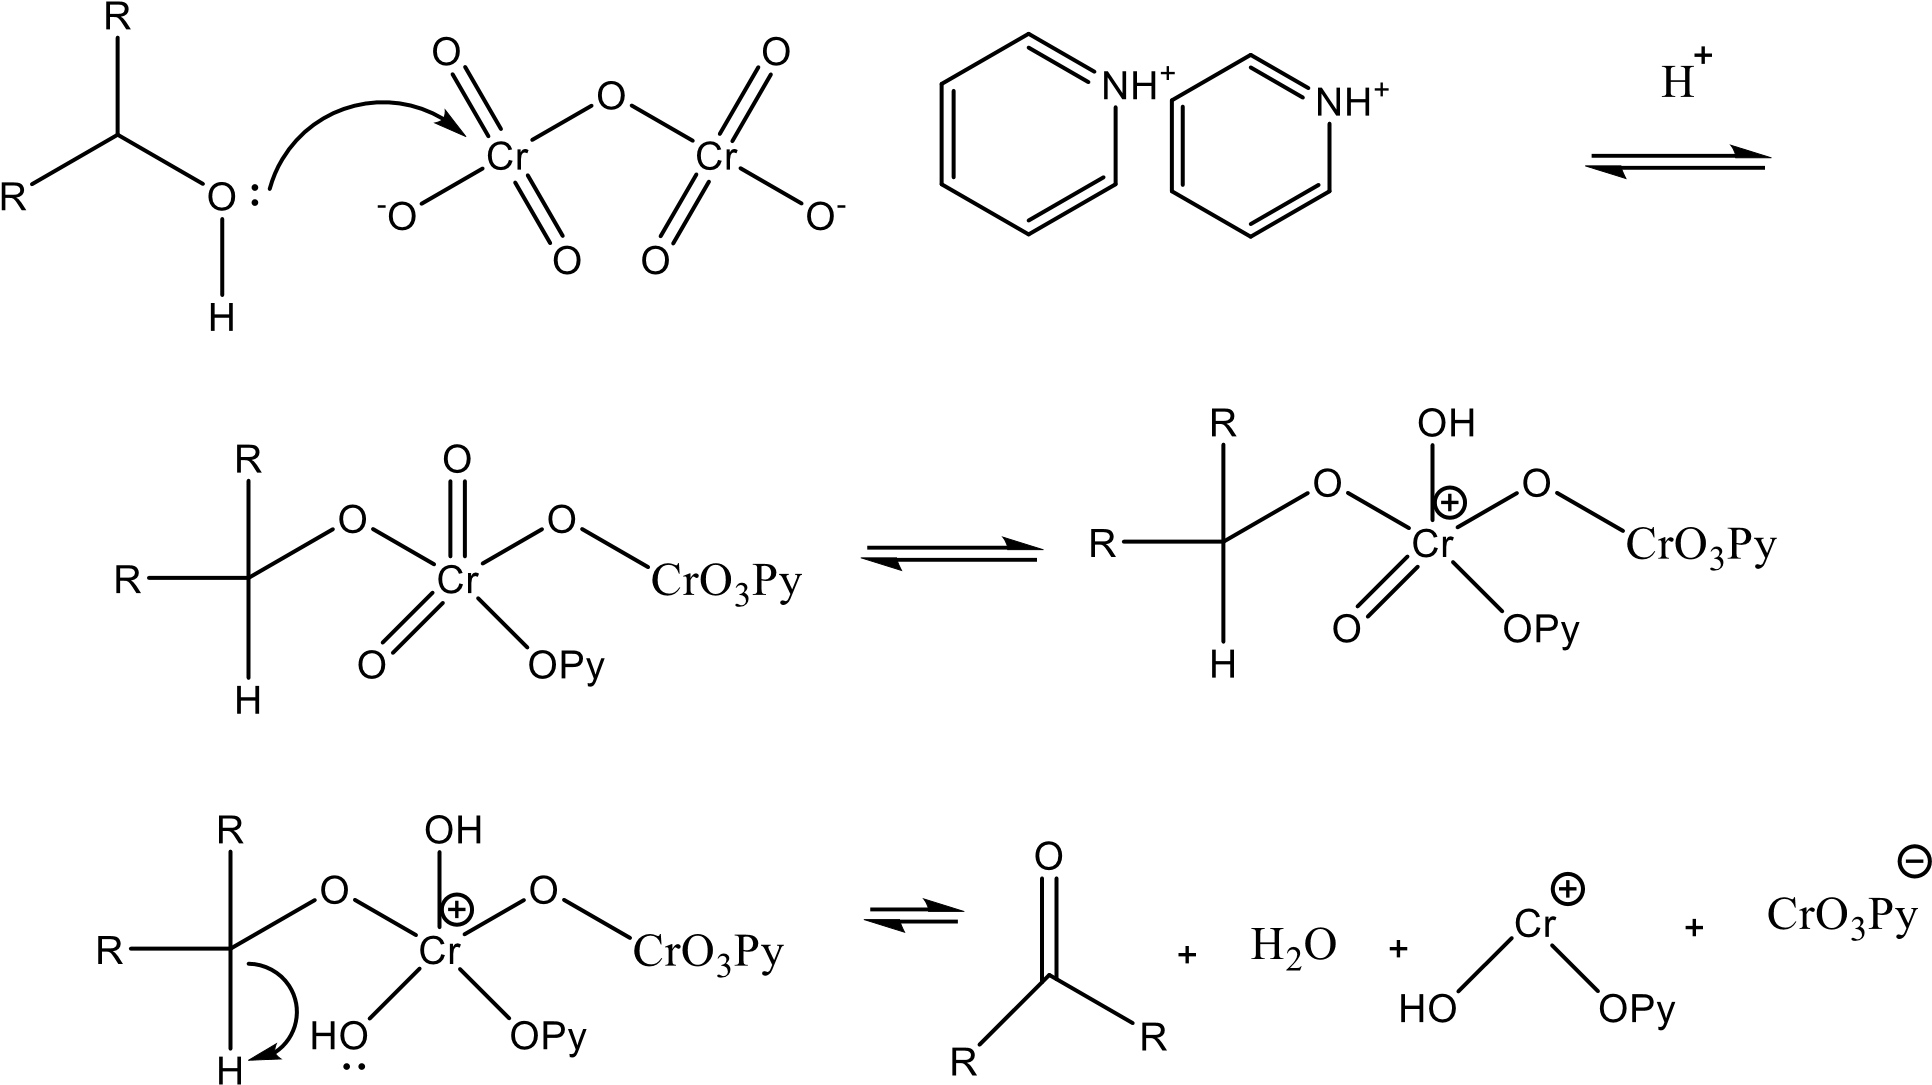 R
R
O
:
H
O
O
O
Cr
Cr
-O
O
O
O-
NH+
NH+
H+
R
R
O
H
O
Cr
O
OPy
O
CrO3Py
R
R
O
H
OH
Cr
+
O
OPy
O
CrO3Py
R
R
O
H
OH
Cr
+
HO
OPy
O
CrO3Py
O
R
R
+
H2O
+
Cr
+
HO
OPy
+
CrO3Py
−